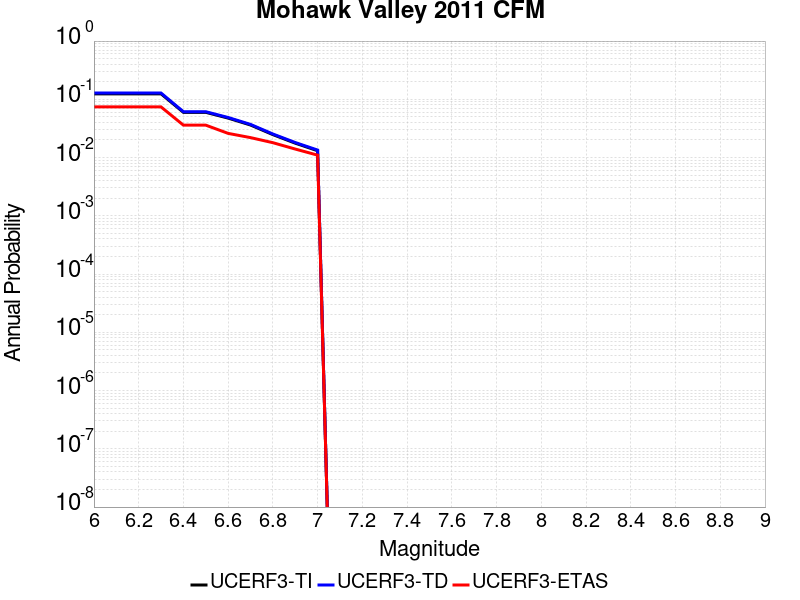 Mohawk Valley 2011 CFM
10^0
10^-1
10^-2
10^-3
10^-4
10^-5
10^-6
10^-7
10^-8
Annual Probability
6 6.2 6.4 6.6 6.8 7 7.2 7.4 7.6 7.8 8 8.2 8.4 8.6 8.8 9
Magnitude
UCERF3-TI UCERF3-TD UCERF3-ETAS